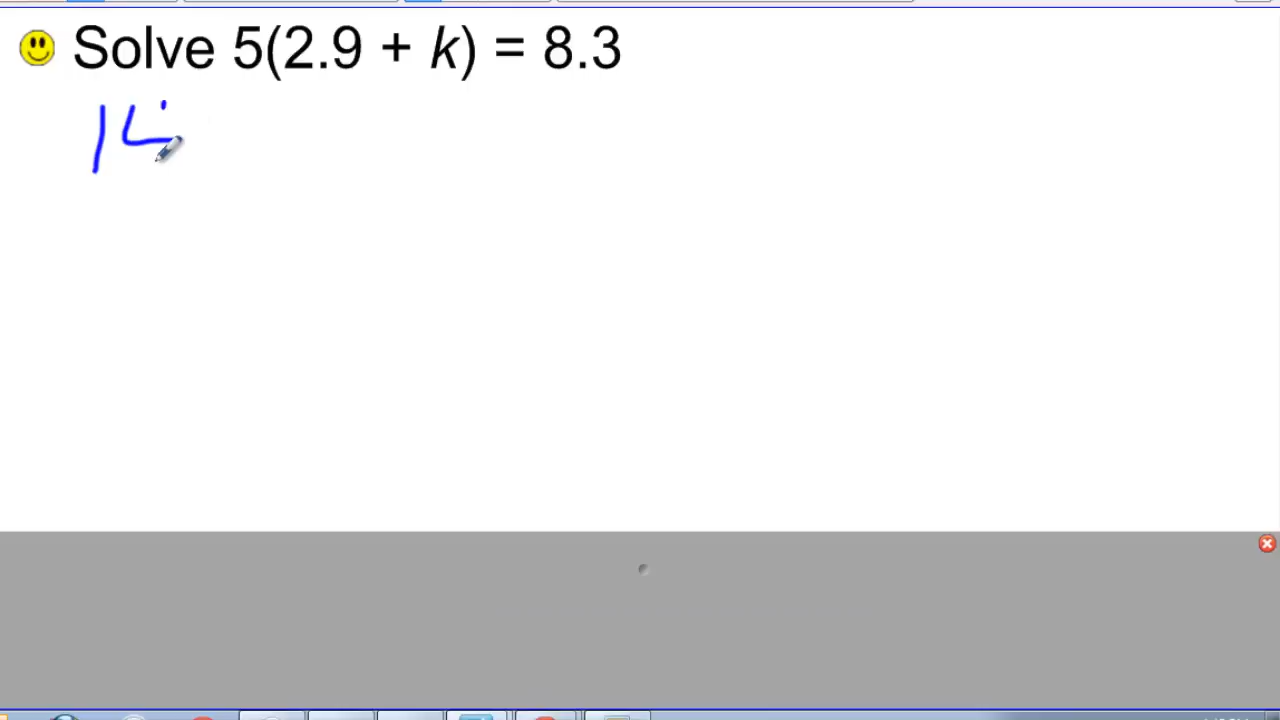 Solve 5(2.9 + k) = 8.3
14